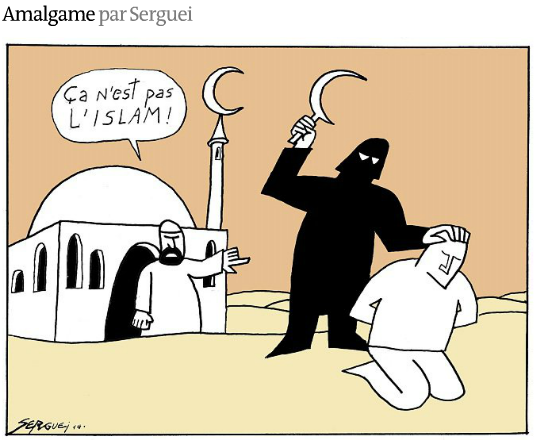 Amalgame par Serguei
Ça n'est pas
L'ISLAM!
SERGUEi